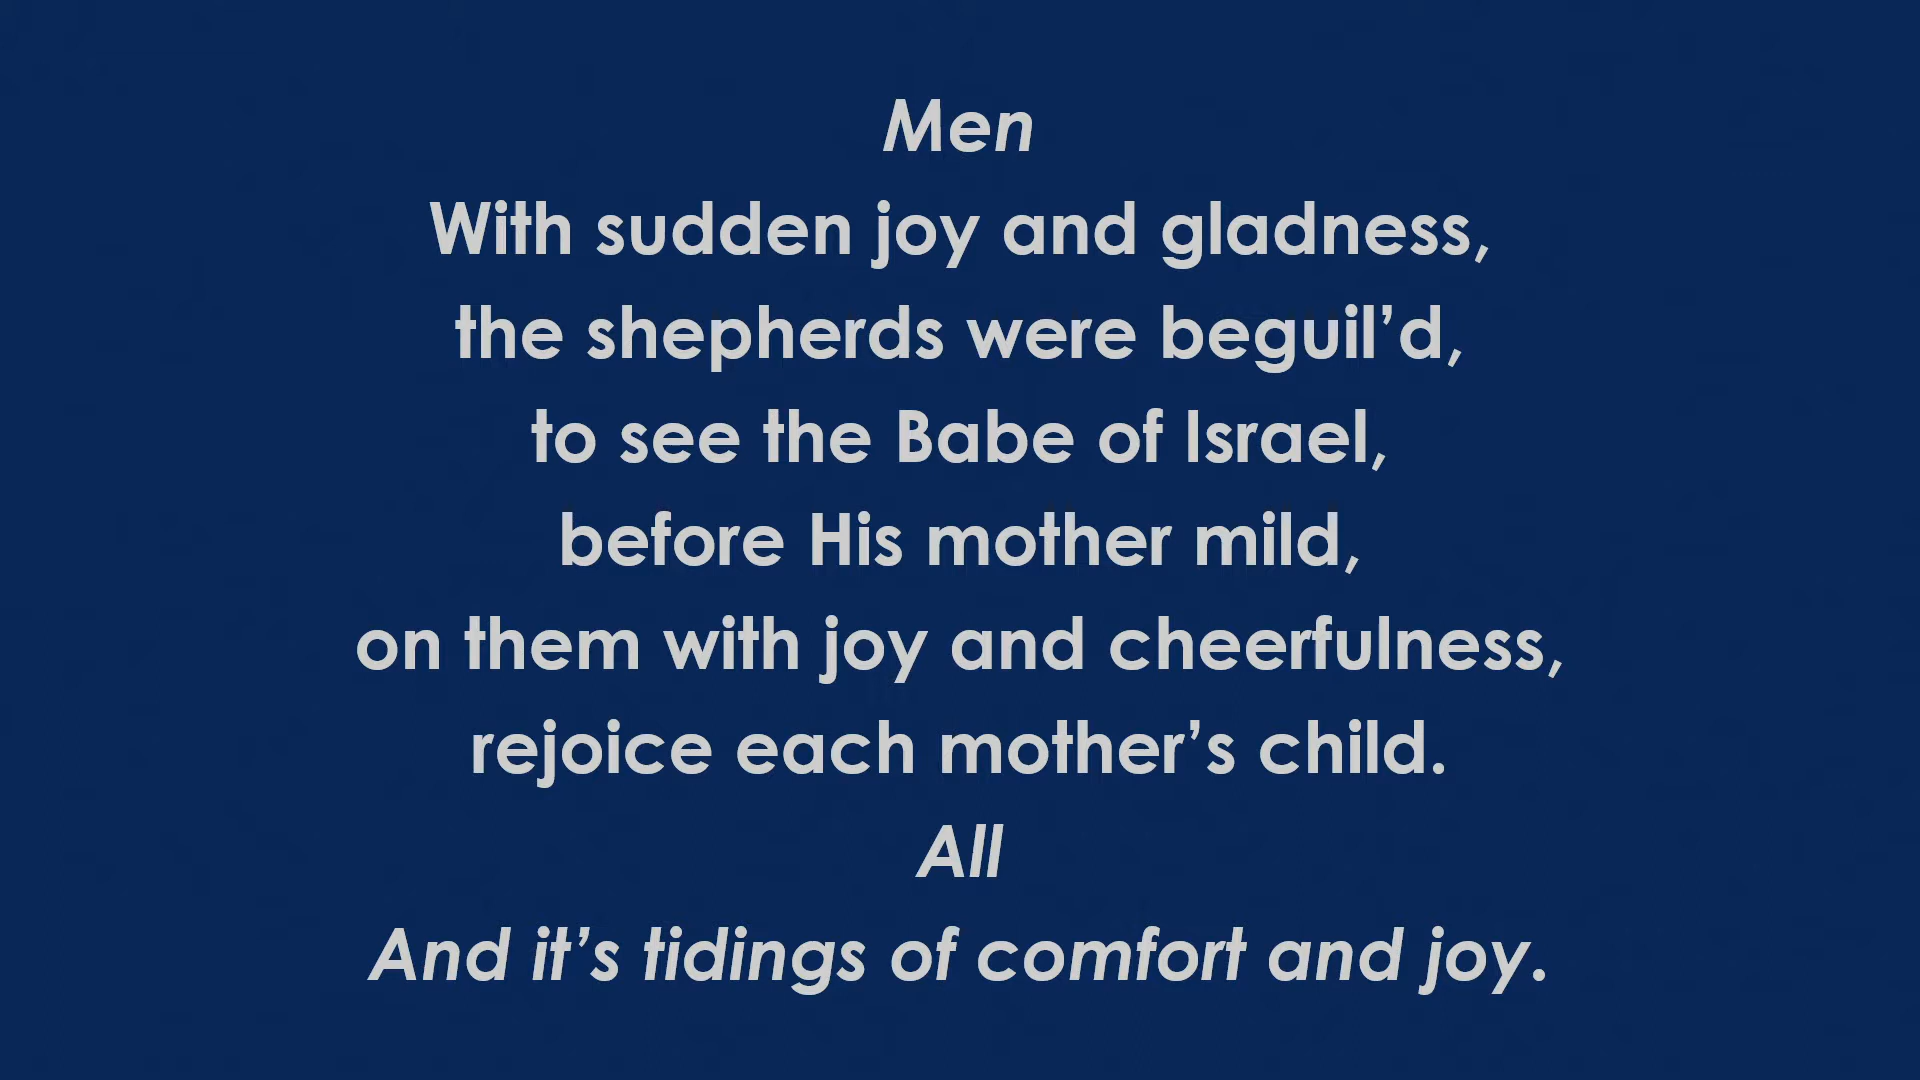 Men
With sudden joy and gladness,
the shepherds were beguil’d,
to see the Babe of Israel,
before His mother mild,
on them with joy and cheerfulness,
rejoice each mother’s child.
All
And it’s tidings of comfort and joy.